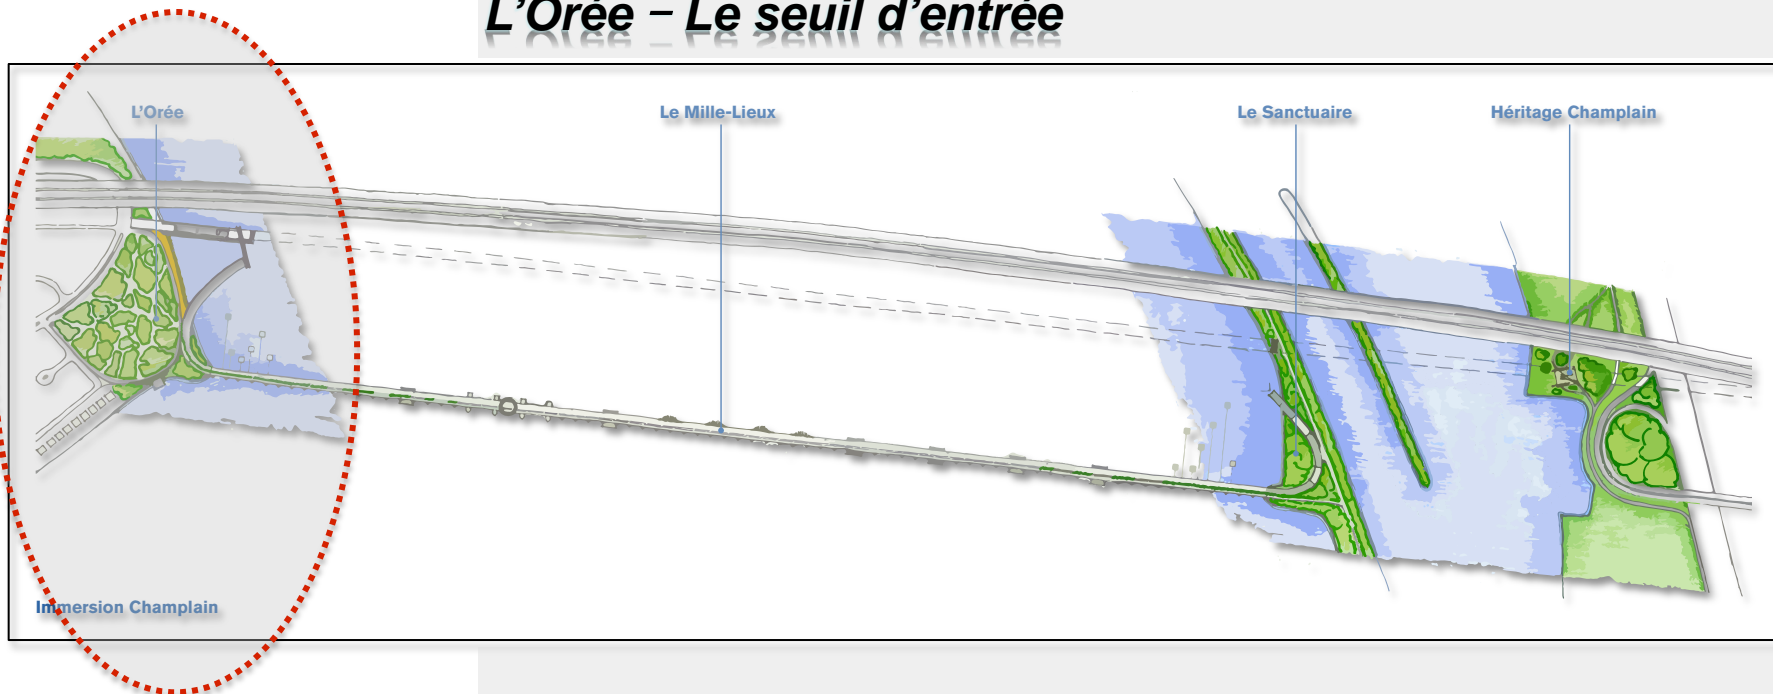 L’Orée – Le seuil d’entrée
L’Orée
Le Mille-Lieux
Le Sanctuaire
Héritage Champlain
Immersion Champlain